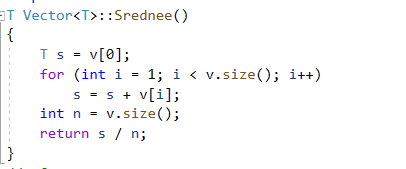 T Vector<T>::Srednee()
{
T s = v[0];
for (int i = 1; i < v.size(); i++)
s = s + v[i];
int n = v.size();
return s / n;
}